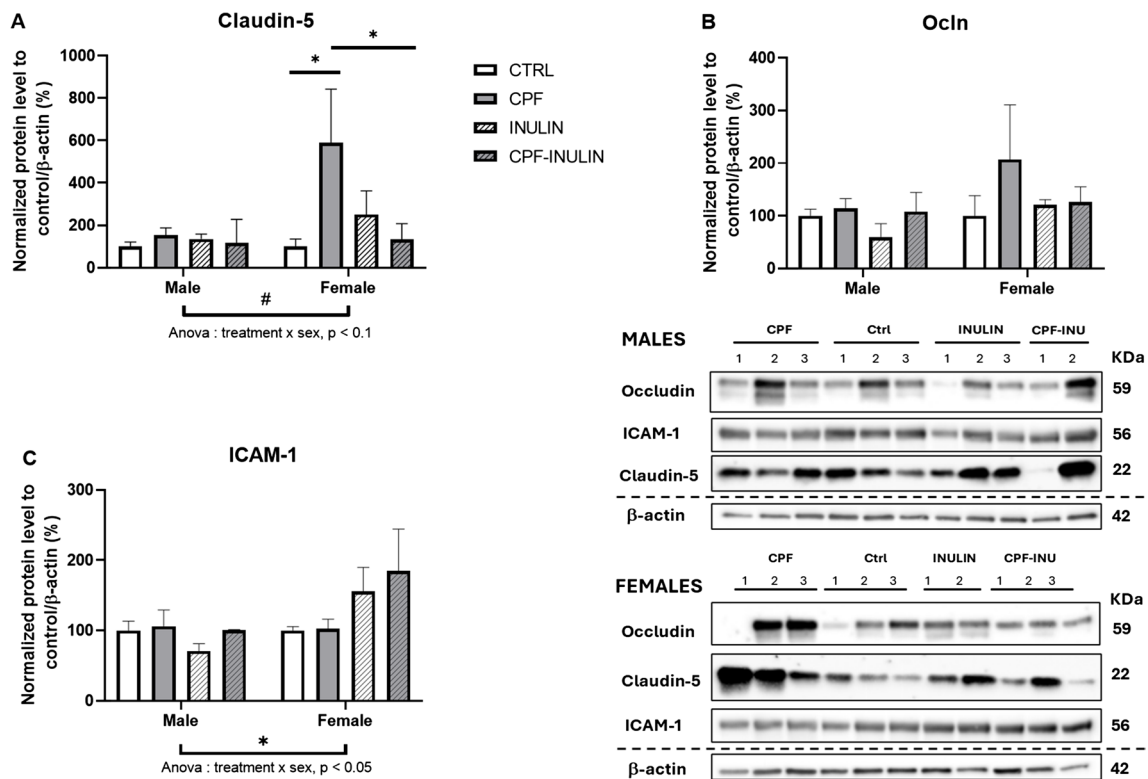 A
Claudin-5
Normalized protein level to
control/β-actin (%)
1000
800
600
400
200
0
*
*
Male
Female
#
Anova : treatment x sex, p < 0.1
CTRL
CPF
INULIN
CPF-INULIN
B
Ocln
Normalized protein level to
control/β-actin (%)
400
300
200
100
0
Male
Female
C
ICAM-1
Normalized protein level to
control/β-actin (%)
300
200
100
0
Male
Female
*
Anova : treatment x sex, p < 0.05
MALES
CPF Ctrl INULIN CPF-INU
1 2 3 1 2 3 1 2 3 1 2
KDa
Occludin 59
ICAM-1 56
Claudin-5 22
β-actin 42
FEMALES
CPF Ctrl INULIN CPF-INU
1 2 3 1 2 3 1 2 1 2 3
KDa
Occludin 59
Claudin-5 22
ICAM-1 56
β-actin 42